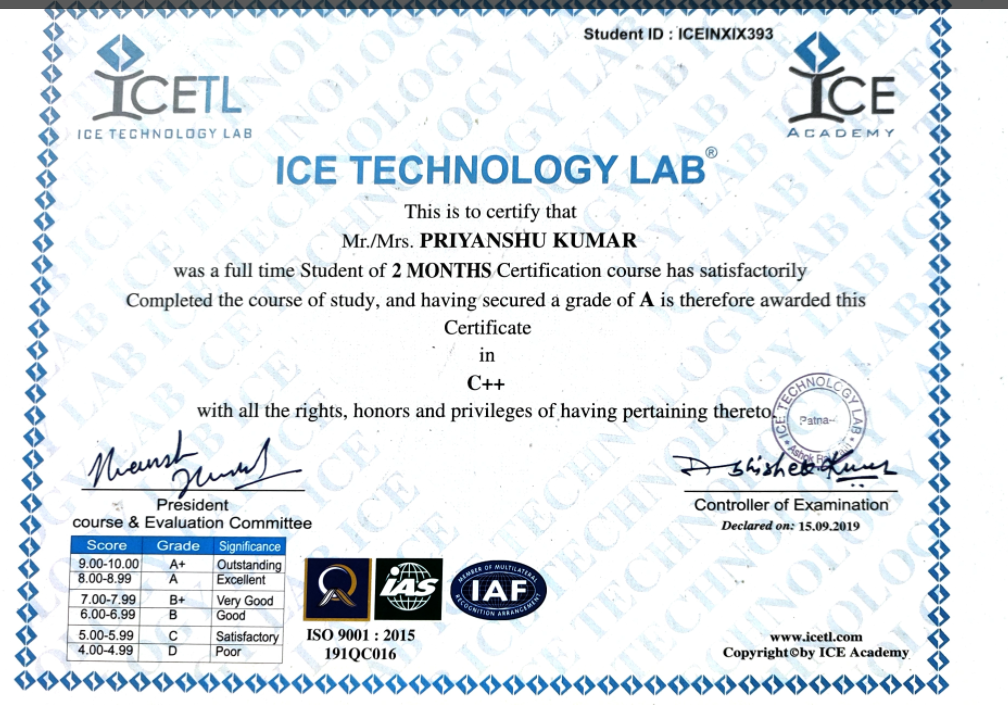 Student ID : ICEINXIX393
ICETL
ICE TECHNOLOGY LAB
ICE
ACADEMY
ICE TECHNOLOGY LAB®
This is to certify that
Mr./Mrs. PRIYANSHU KUMAR
was a full time Student of 2 MONTHS Certification course has satisfactorily
Completed the course of study, and having secured a grade of A is therefore awarded this
Certificate
in
C++
with all the rights, honors and privileges of having pertaining thereto.
ICE TECHNOLOGY LAB
Patna
Ashok
President
course & Evaluation Committee
Controller of Examination
Declared on: 15.09.2019
Score Grade Significance
9.00-10.00 A+ Outstanding
8.00-8.99 A Excellent
7.00-7.99 B+ Very Good
6.00-6.99 B Good
5.00-5.99 C Satisfactory
4.00-4.99 D Poor
IAS
MEMBER OF MULTILATERAL
IAF
RECOGNITION ARRANGEMENT
ISO 9001 : 2015
191QC016
www.icetl.com
Copyright©by ICE Academy